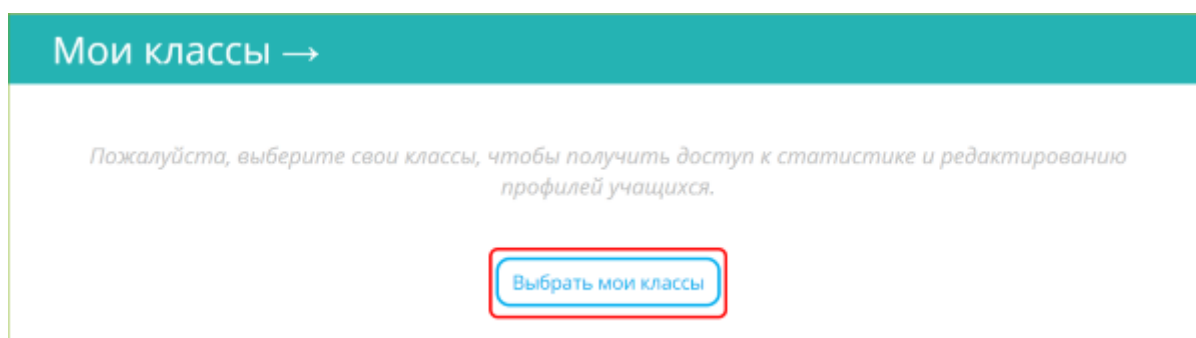 Мои классы →
Пожалуйста, выберите свои классы, чтобы получить доступ к статистике и редактированию
профилей учащихся.
Выбрать мои классы